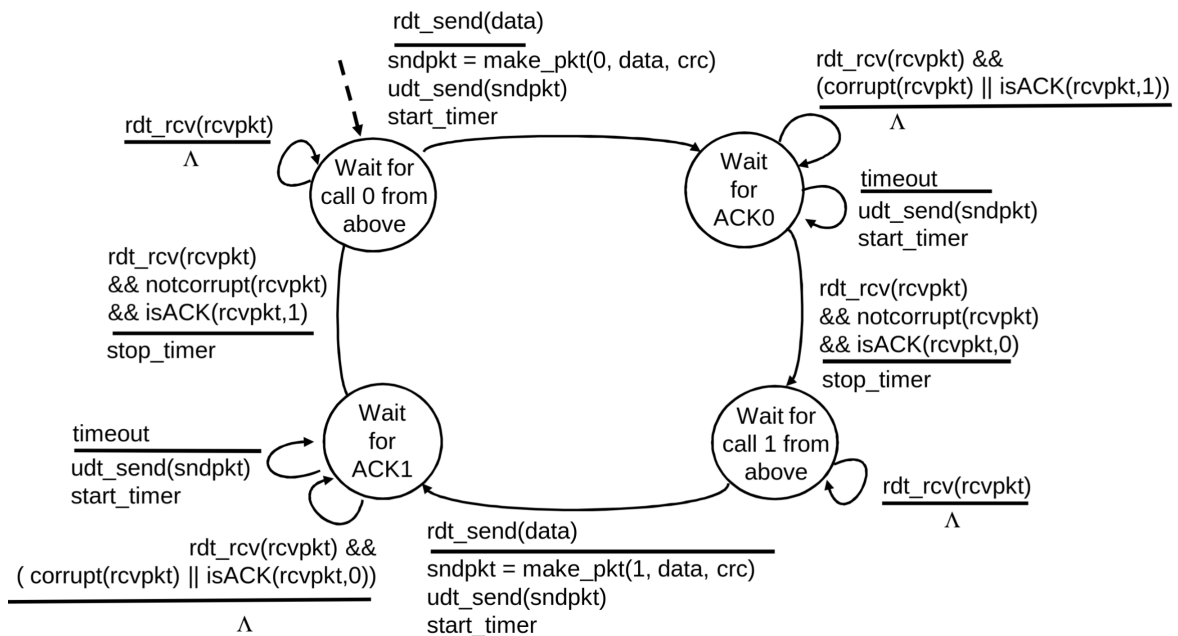 rdt_send(data)
sndpkt = make_pkt(0, data, crc)
udt_send(sndpkt)
start_timer
rdt_rcv(rcvpkt) &&
(corrupt(rcvpkt) || isACK(rcvpkt,1))
Λ
rdt_rcv(rcvpkt)
Λ
Wait for
call 0 from
above
Wait
for
ACK0
timeout
udt_send(sndpkt)
start_timer
rdt_rcv(rcvpkt)
&& notcorrupt(rcvpkt)
&& isACK(rcvpkt,1)
stop_timer
rdt_rcv(rcvpkt)
&& notcorrupt(rcvpkt)
&& isACK(rcvpkt,0)
stop_timer
Wait
for
ACK1
Wait for
call 1 from
above
timeout
udt_send(sndpkt)
start_timer
rdt_rcv(rcvpkt)
Λ
rdt_rcv(rcvpkt) &&
( corrupt(rcvpkt) || isACK(rcvpkt,0))
Λ
rdt_send(data)
sndpkt = make_pkt(1, data, crc)
udt_send(sndpkt)
start_timer